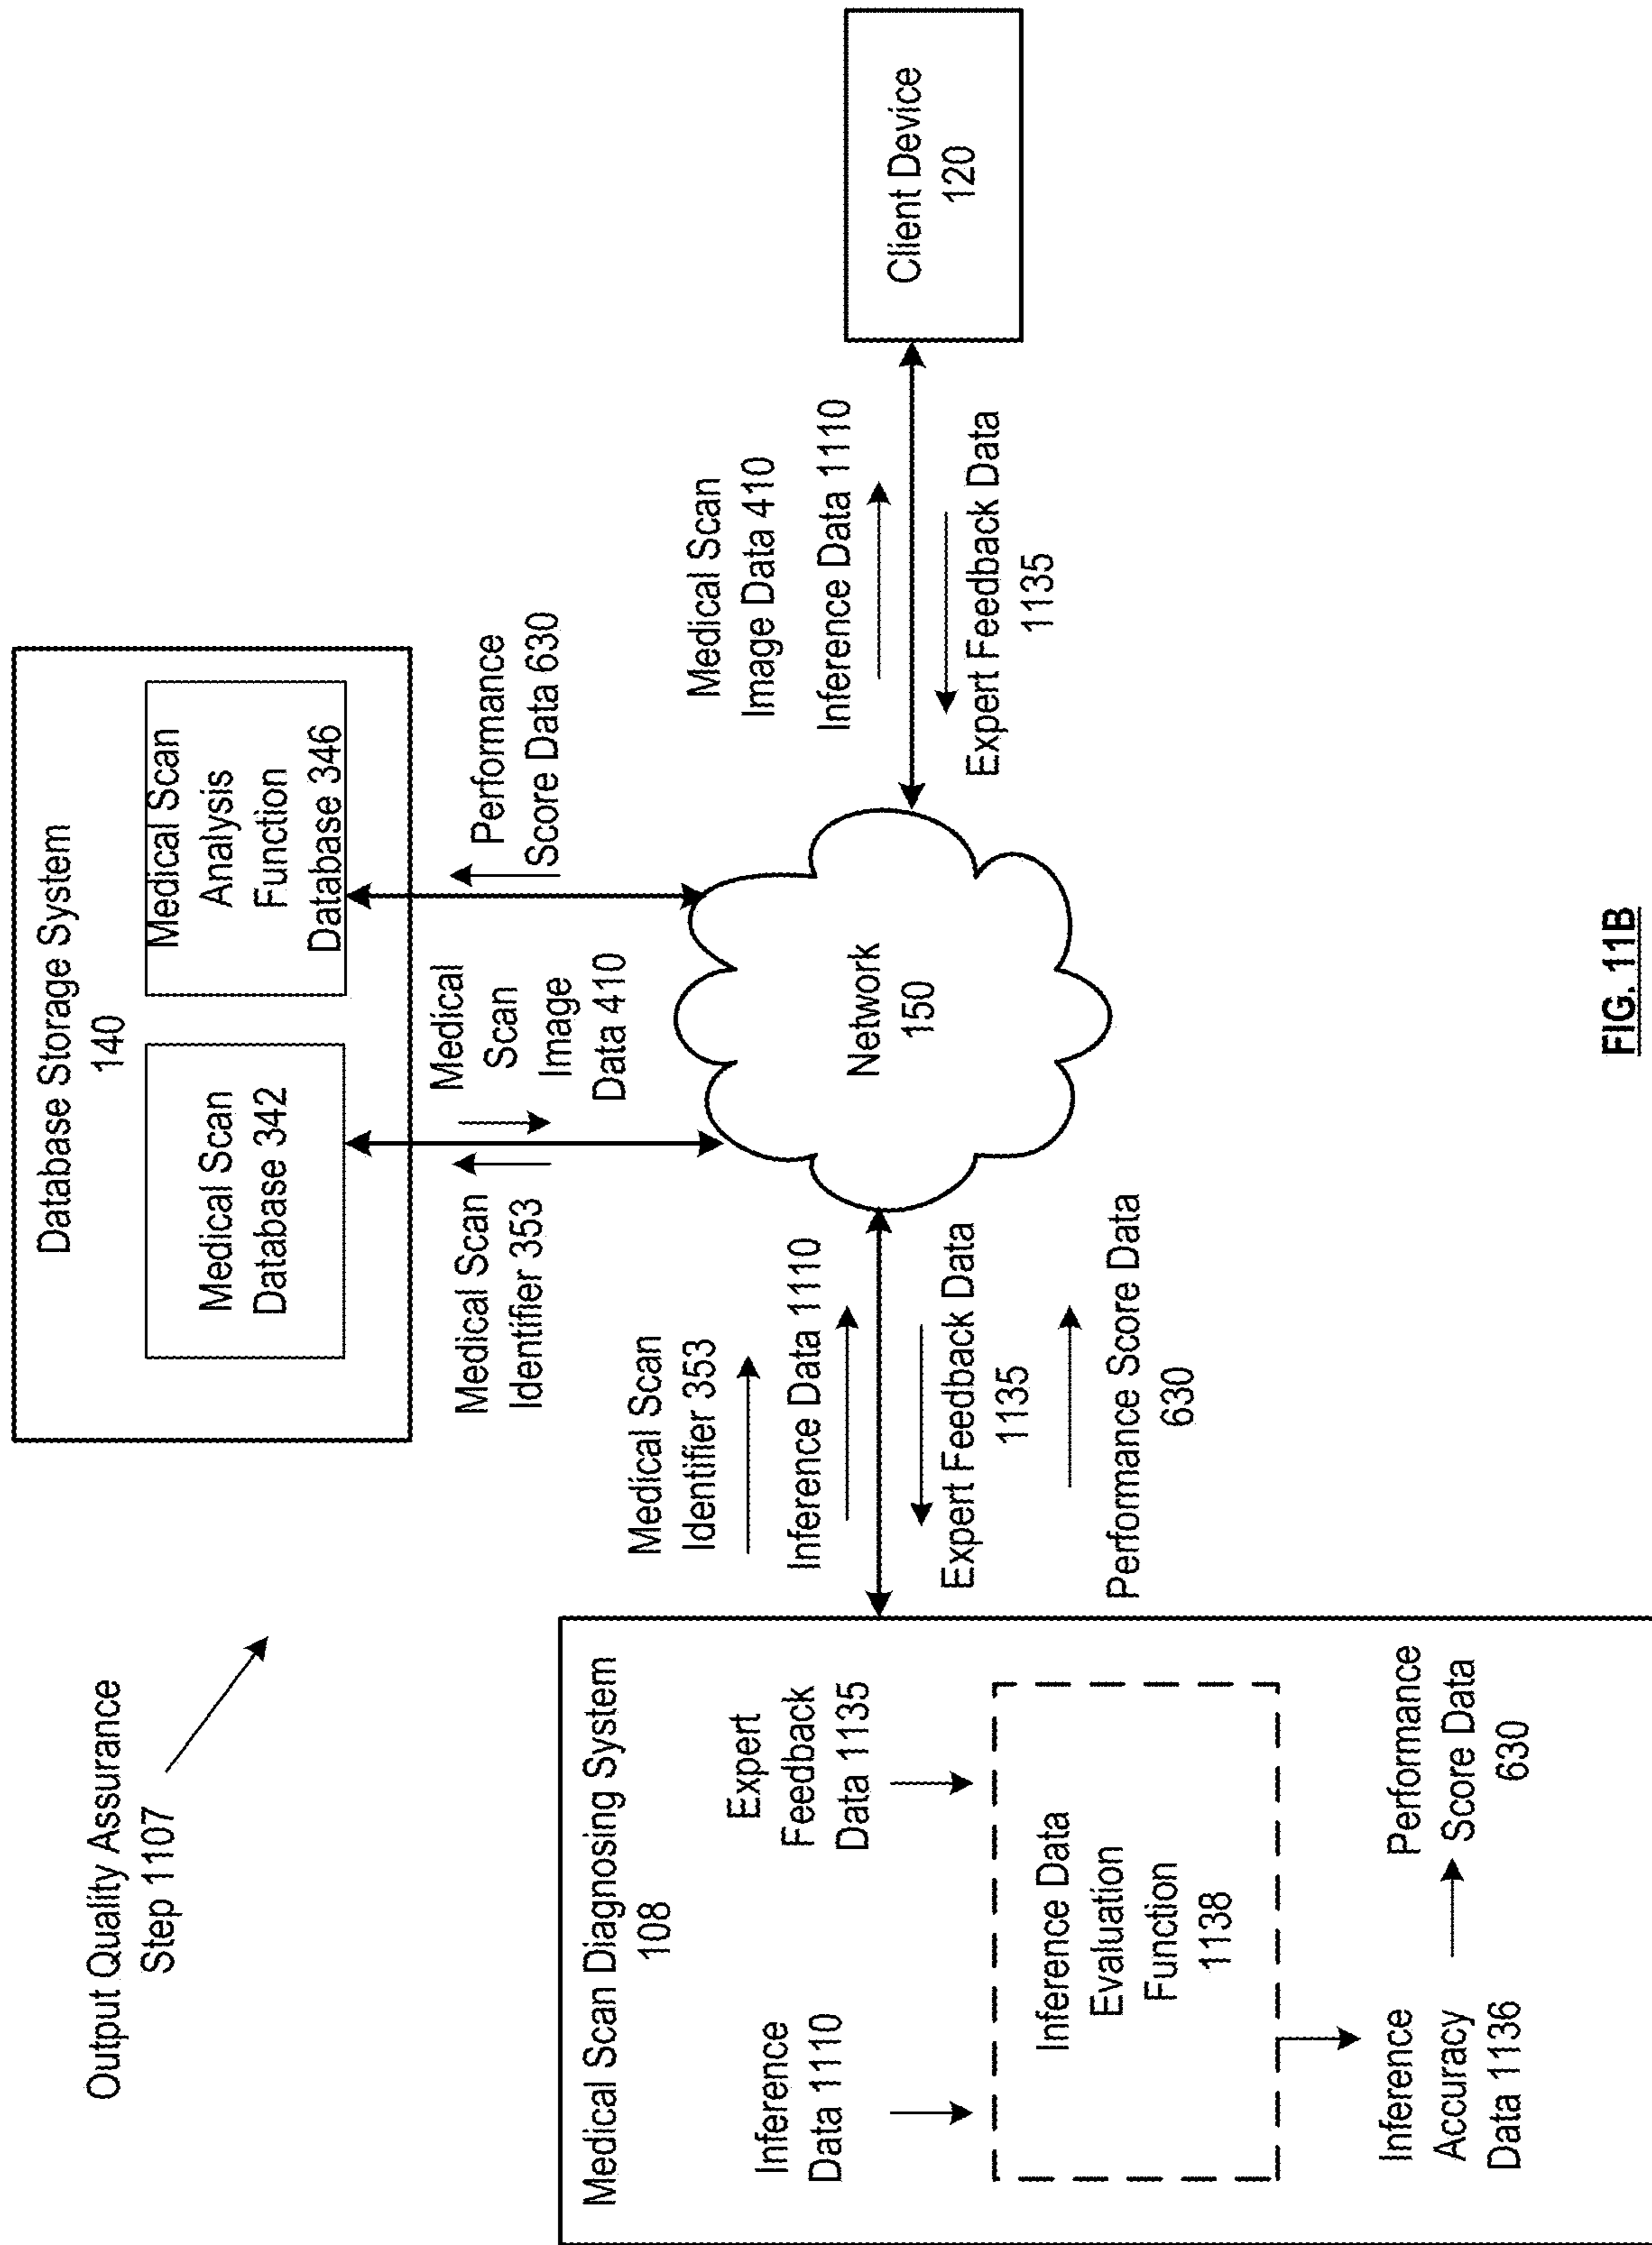 Output Quality Assurance
Step 1107
Database Storage System
140
Medical Scan
Database 342
Medical Scan
Analysis
Function
Database 346
Medical Scan
Identifier 353
Medical
Scan
Image
Data 410
Performance
Score Data 630
Medical Scan Diagnosing System
108
Inference
Data 1110
Expert
Feedback
Data 1135
Inference Data
Evaluation
Function
1138
Inference
Accuracy
Data 1136
Performance
Score Data
630
Medical Scan
Identifier 353
Inference Data 1110
Expert Feedback Data
1135
Performance Score Data
630
Network
150
Medical Scan
Image Data 410
Inference Data 1110
Expert Feedback Data
1135
Client Device
120
FIG. 11B